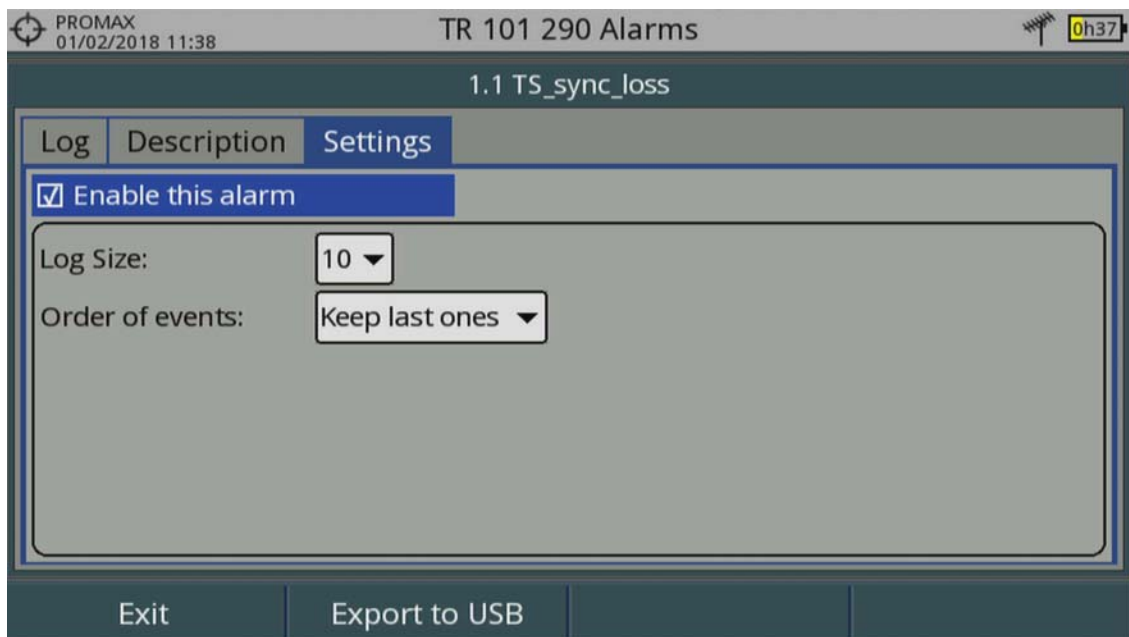 PROMAX
01/02/2018 11:38
TR 101 290 Alarms
0h37
1.1 TS_sync_loss
Log Description Settings
Enable this alarm
Log Size: 10
Order of events: Keep last ones
Exit Export to USB